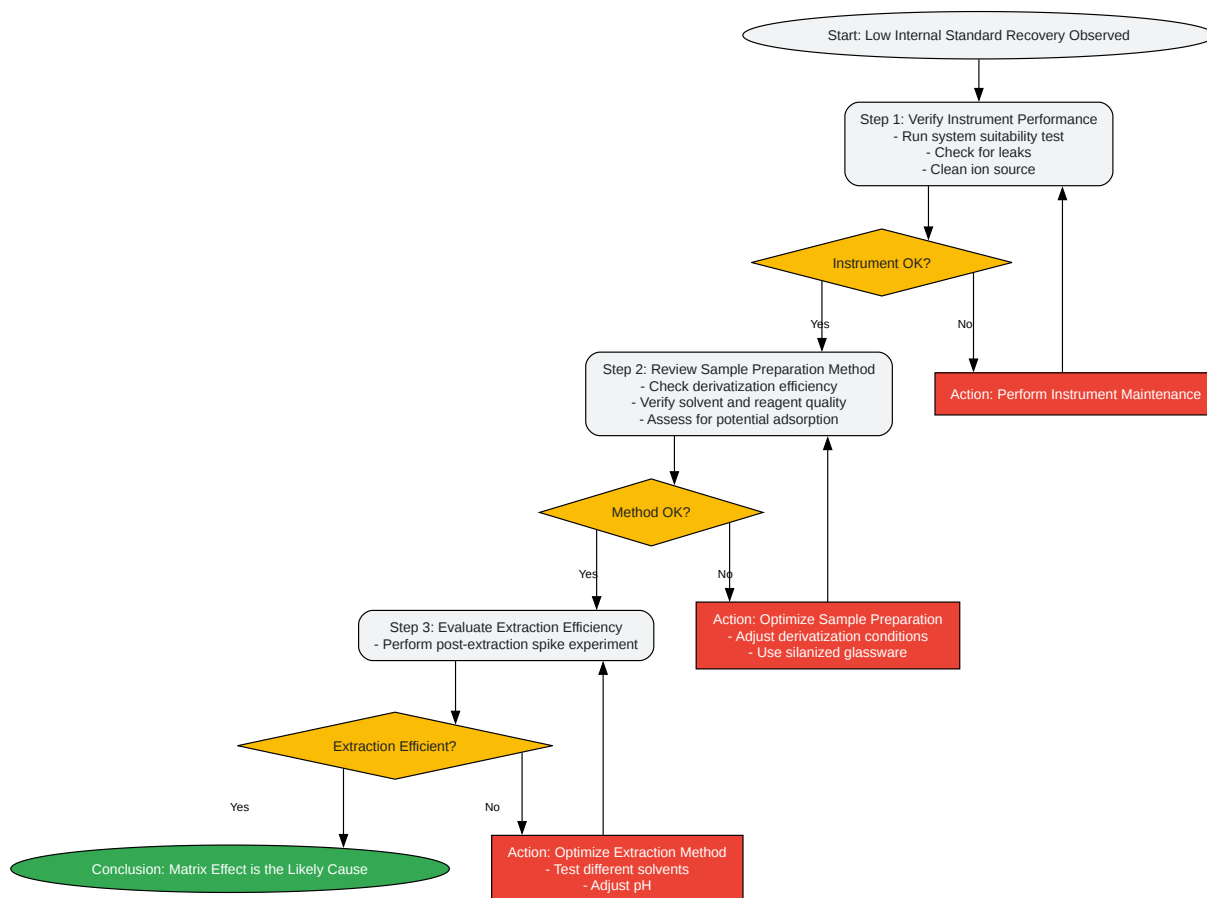 Start: Low Internal Standard Recovery Observed
Step 1: Verify Instrument Performance
- Run system suitability test
- Check for leaks
- Clean ion source
Instrument OK?
Yes
No
Step 2: Review Sample Preparation Method
- Check derivatization efficiency
- Verify solvent and reagent quality
- Assess for potential adsorption
Action: Perform Instrument Maintenance
Method OK?
Yes
No
Step 3: Evaluate Extraction Efficiency
- Perform post-extraction spike experiment
Action: Optimize Sample Preparation
- Adjust derivatization conditions
- Use silanized glassware
Extraction Efficient?
Yes
No
Conclusion: Matrix Effect is the Likely Cause
Action: Optimize Extraction Method
- Test different solvents
- Adjust pH